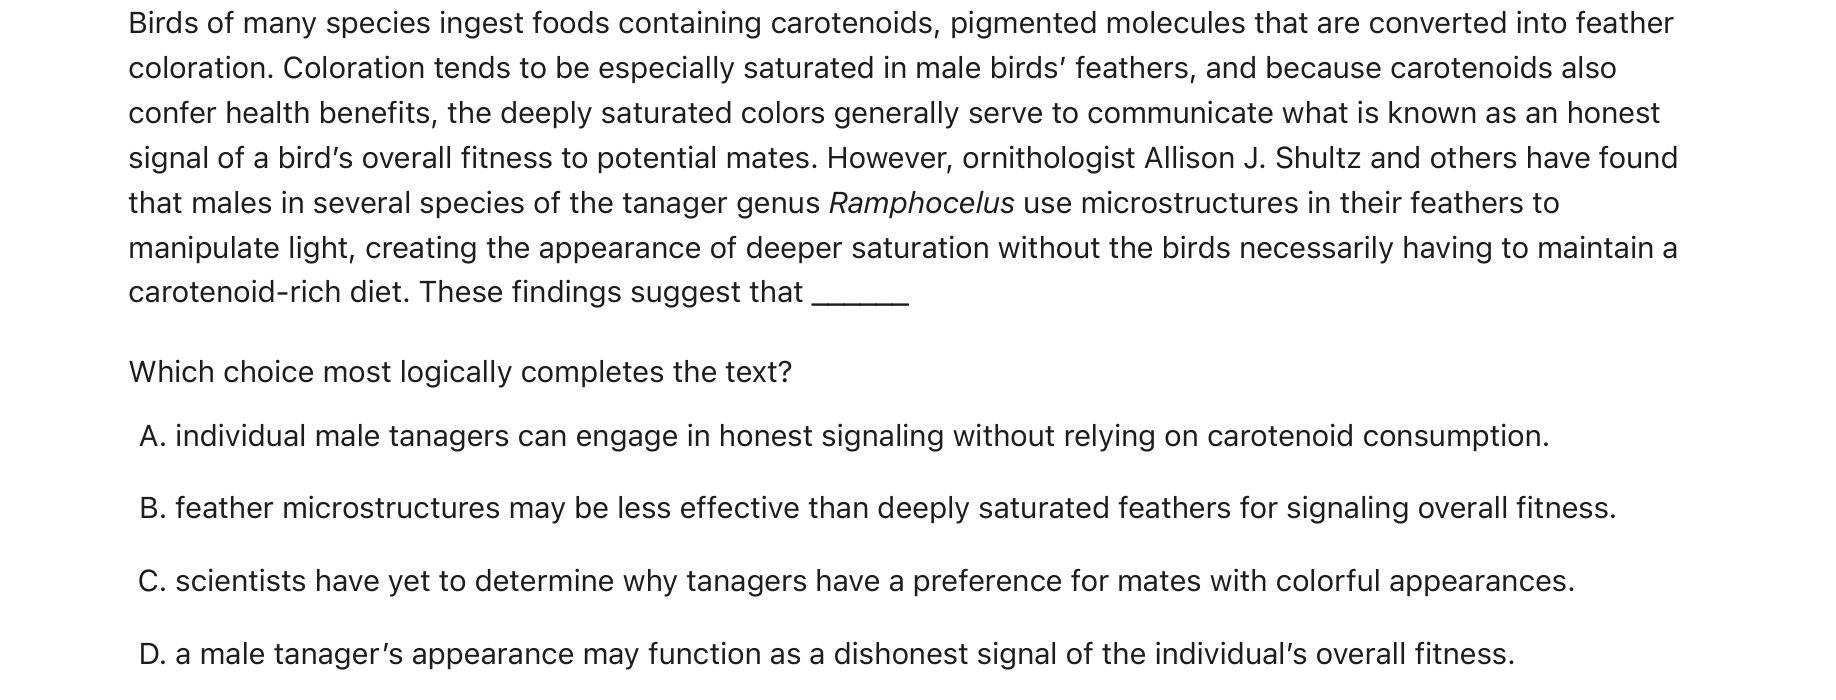 Birds of many species ingest foods containing carotenoids, pigmented molecules that are converted into feather
coloration. Coloration tends to be especially saturated in male birds’ feathers, and because carotenoids also
confer health benefits, the deeply saturated colors generally serve to communicate what is known as an honest
signal of a bird’s overall fitness to potential mates. However, ornithologist Allison J. Shultz and others have found
that males in several species of the tanager genus Ramphocelus use microstructures in their feathers to
manipulate light, creating the appearance of deeper saturation without the birds necessarily having to maintain a
carotenoid-rich diet. These findings suggest that ______
Which choice most logically completes the text?
A. individual male tanagers can engage in honest signaling without relying on carotenoid consumption.
B. feather microstructures may be less effective than deeply saturated feathers for signaling overall fitness.
C. scientists have yet to determine why tanagers have a preference for mates with colorful appearances.
D. a male tanager’s appearance may function as a dishonest signal of the individual’s overall fitness.